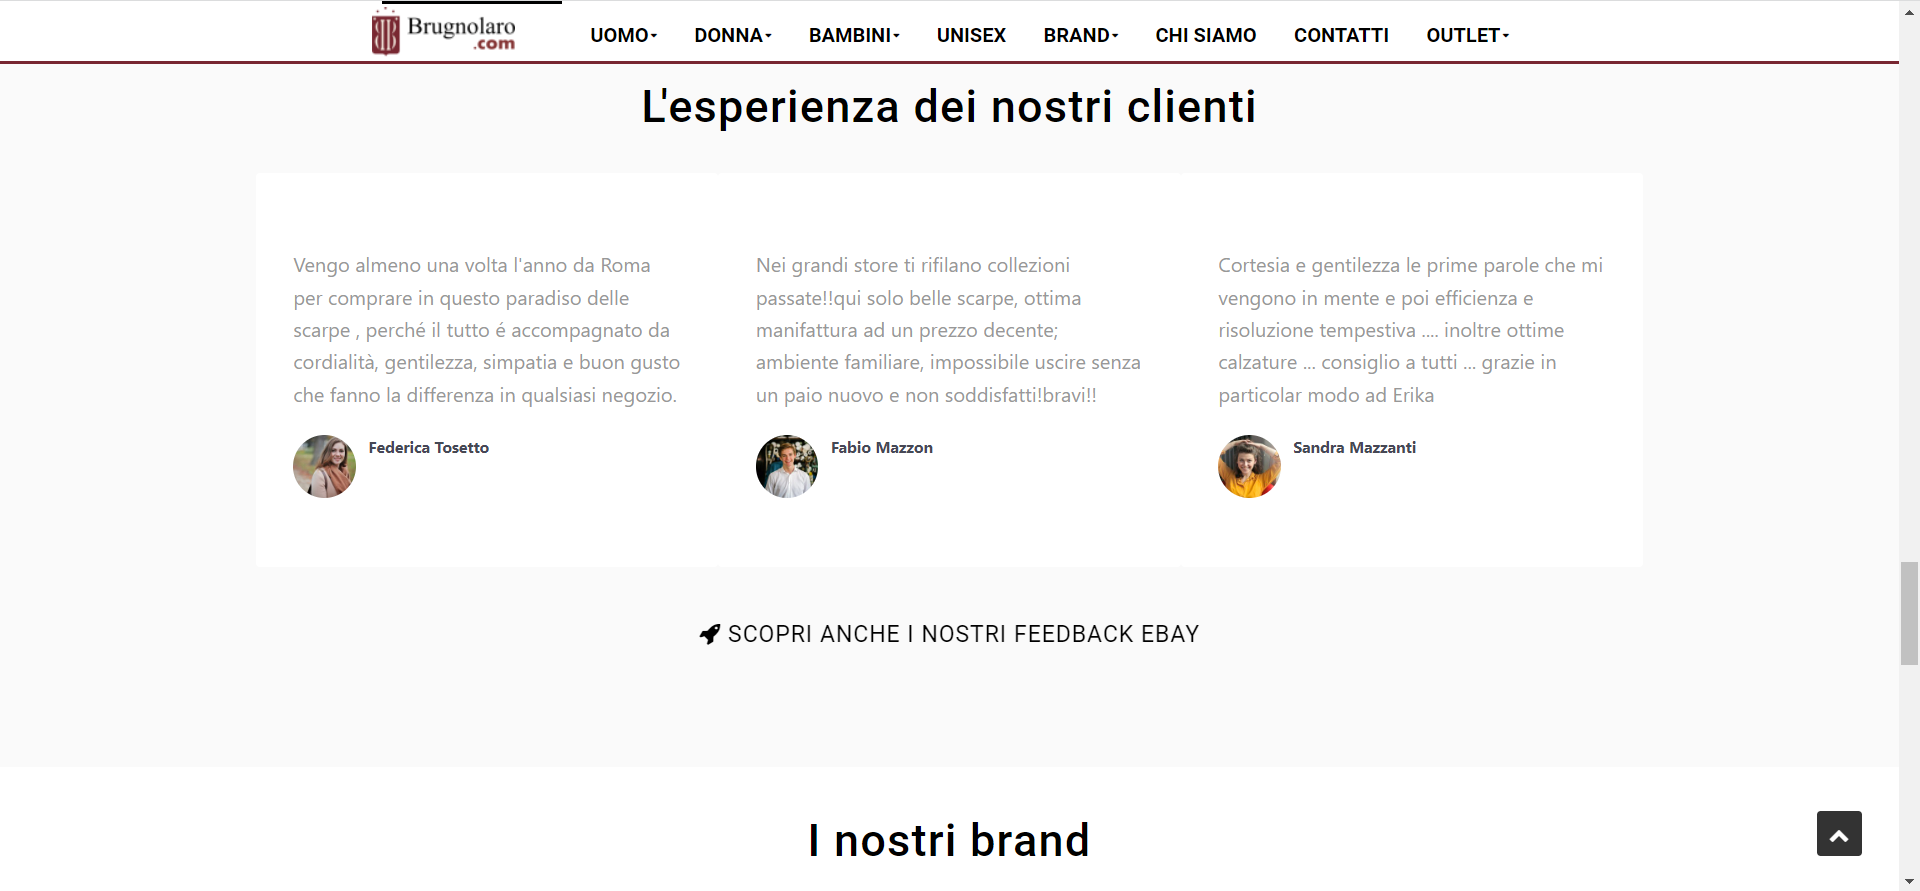 Brugnolaro
.com
UOMO
DONNA
BAMBINI
UNISEX
BRAND
CHI SIAMO
CONTATTI
OUTLET
L'esperienza dei nostri clienti
Vengo almeno una volta l'anno da Roma
per comprare in questo paradiso delle
scarpe , perché il tutto é accompagnato da
cordialità, gentilezza, simpatia e buon gusto
che fanno la differenza in qualsiasi negozio.
Federica Tosetto
Nei grandi store ti rifilano collezioni
passate!!qui solo belle scarpe, ottima
manifattura ad un prezzo decente;
ambiente familiare, impossibile uscire senza
un paio nuovo e non soddisfatti!bravi!!
Fabio Mazzon
Cortesia e gentilezza le prime parole che mi
vengono in mente e poi efficienza e
risoluzione tempestiva .... inoltre ottime
calzature ... consiglio a tutti ... grazie in
particolar modo ad Erika
Sandra Mazzanti
SCOPRI ANCHE I NOSTRI FEEDBACK EBAY
I nostri brand